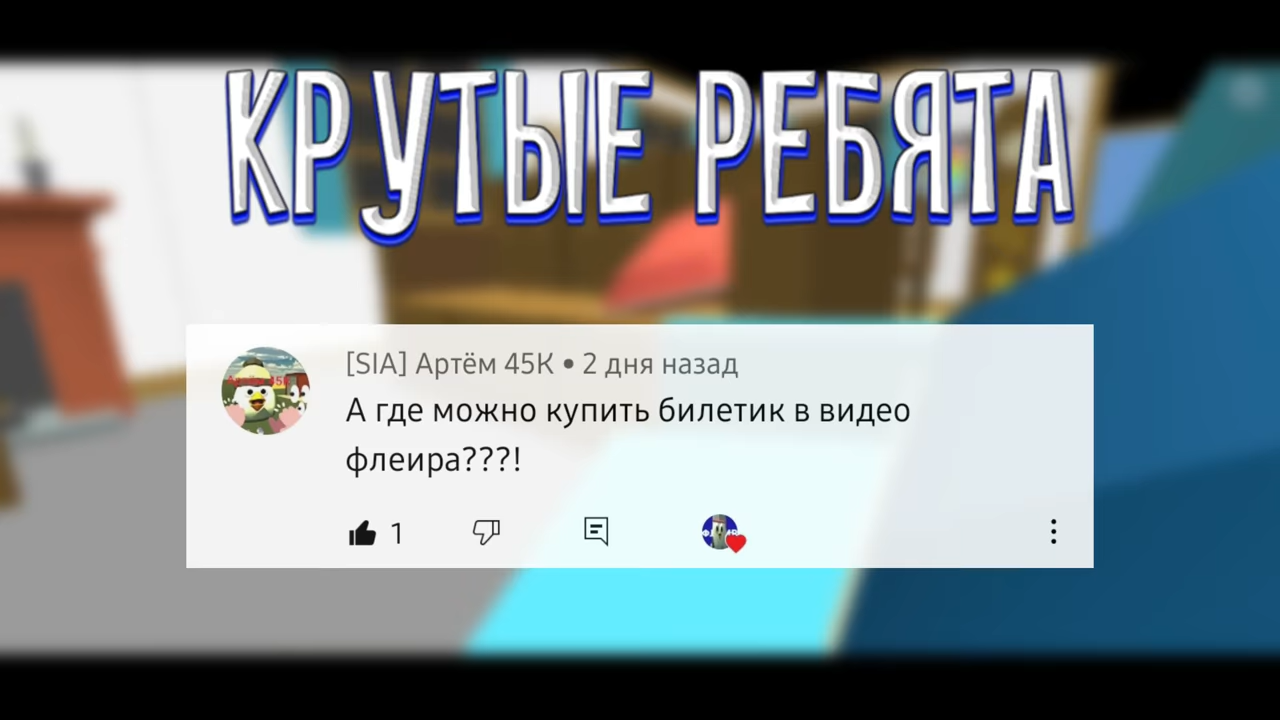 КРУТЫЕ РЕБЯТА
[SIA] Артём 45К • 2 дня назад
А где можно купить билетик в видео
флеира???!
1